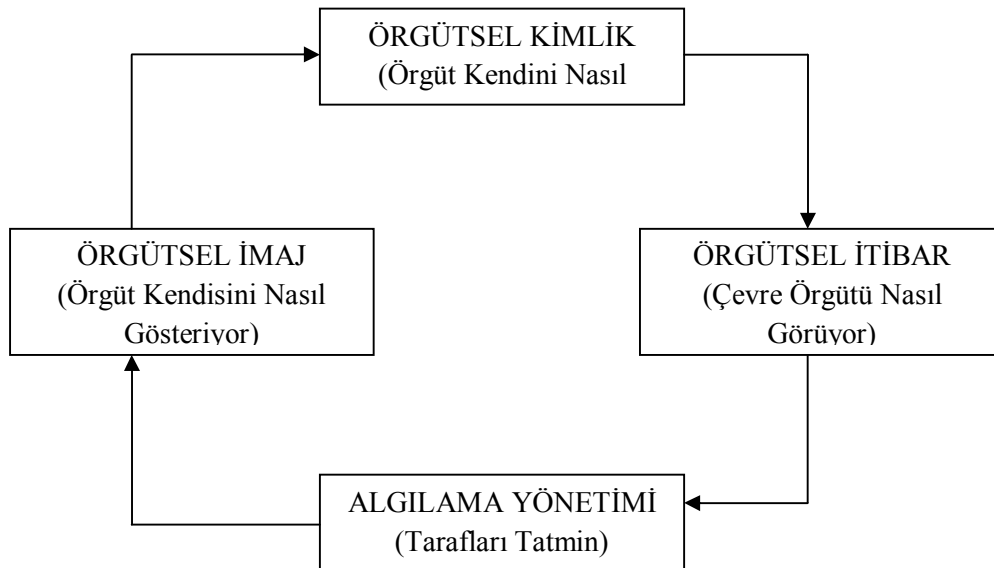 ÖRGÜTSEL KİMLİK
(Örgüt Kendini Nasıl
ÖRGÜTSEL İMAJ
(Örgüt Kendisini Nasıl
Gösteriyor)
ÖRGÜTSEL İTİBAR
(Çevre Örgütü Nasıl
Görüyor)
ALGILAMA YÖNETİMİ
(Tarafları Tatmin)